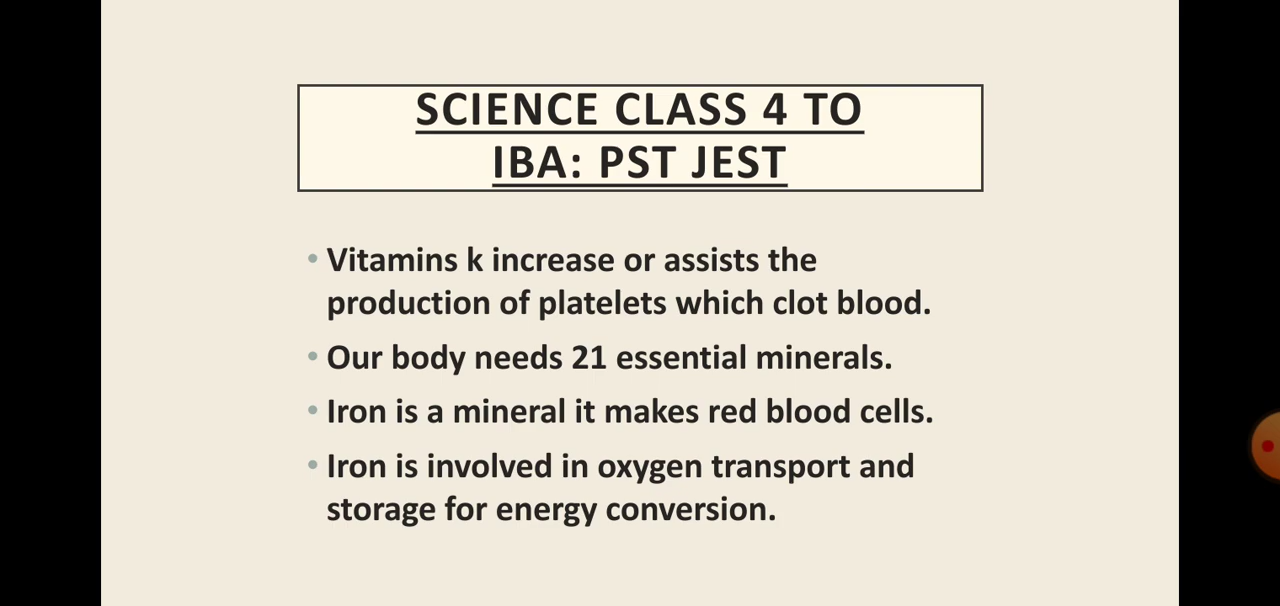 SCIENCE CLASS 4 TO
IBA: PST JEST
• Vitamins k increase or assists the
production of platelets which clot blood.
• Our body needs 21 essential minerals.
• Iron is a mineral it makes red blood cells.
• Iron is involved in oxygen transport and
storage for energy conversion.